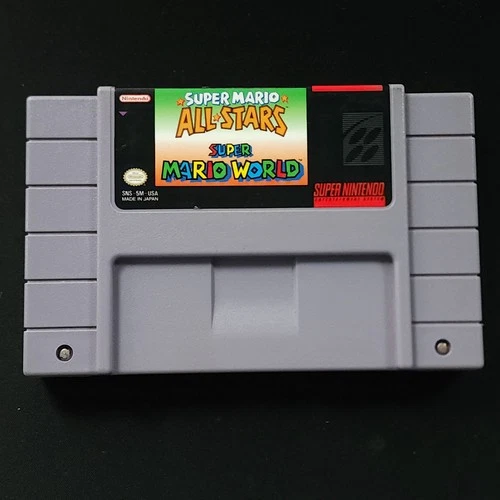 Nintendo
SUPER MARIO
ALL★STARS
SUPER
MARIO WORLD
SNS - 5M - USA
MADE IN JAPAN
SUPER NINTENDO
ENTERTAINMENT SYSTEM